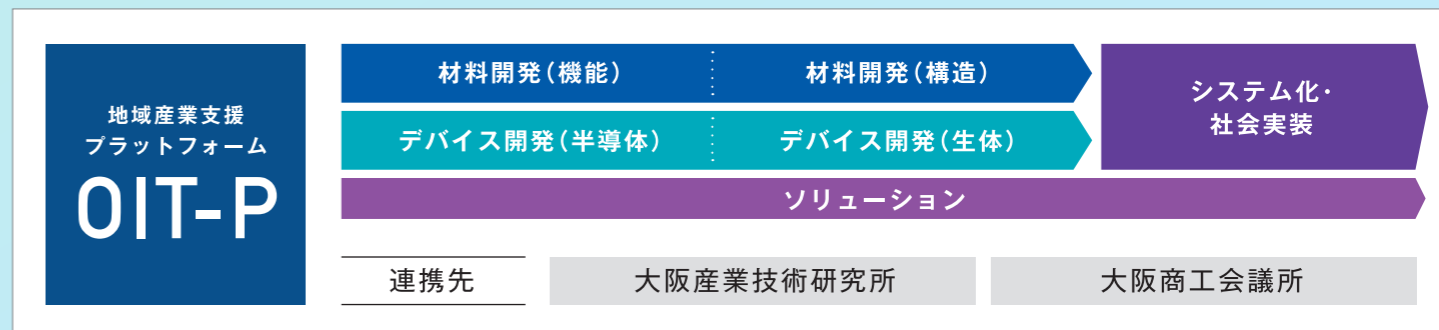 地域産業支援
プラットフォーム
OIT-P
材料開発（機能）
材料開発（構造）
デバイス開発（半導体）
デバイス開発（生体）
システム化・
社会実装
ソリューション
連携先
大阪産業技術研究所
大阪商工会議所